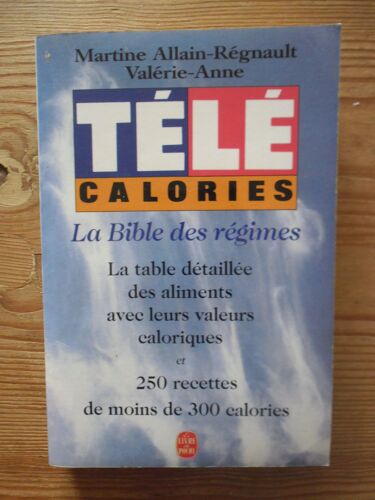 Martine Allain-Régnault
Valérie-Anne
TÉLÉ
CALORIES
La Bible des régimes
La table détaillée
des aliments
avec leurs valeurs
caloriques
et
250 recettes
de moins de 300 calories
LE LIVRE
DE
POCHE